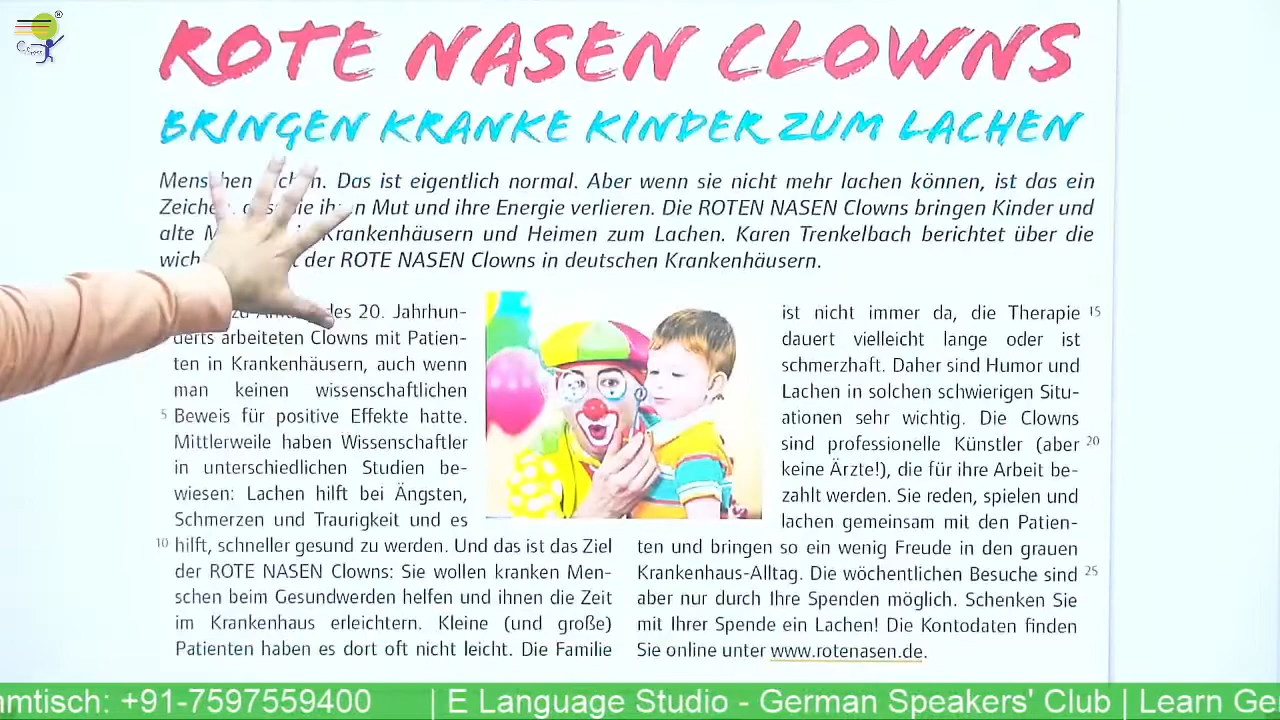 ROTE NASEN CLOWNS
BRINGEN KRANKE KINDER ZUM LACHEN
Das ist eigentlich normal. Aber wenn sie nicht mehr lachen können, ist das ein
Mut und ihre Energie verlieren. Die ROTEN NASEN Clowns bringen Kinder und
alte Krankenhäusern und Heimen zum Lachen. Karen Trenkelbach berichtet über die
der ROTE NASEN Clowns in deutschen Krankenhäusern.
des 20. Jahrhun-
derts arbeiteten Clowns mit Patien-
ten in Krankenhäusern, auch wenn
man keinen wissenschaftlichen
5 Beweis für positive Effekte hatte.
Mittlerweile haben Wissenschaftler
in unterschiedlichen Studien be-
wiesen: Lachen hilft bei Ängsten,
Schmerzen und Traurigkeit und es
10 hilft, schneller gesund zu werden. Und das ist das Ziel
der ROTE NASEN Clowns: Sie wollen kranken Men-
schen beim Gesundwerden helfen und ihnen die Zeit
im Krankenhaus erleichtern. Kleine (und große)
Patienten haben es dort oft nicht leicht. Die Familie
ist nicht immer da, die Therapie 15
dauert vielleicht lange oder ist
schmerzhaft. Daher sind Humor und
Lachen in solchen schwierigen Situ-
ationen sehr wichtig. Die Clowns
sind professionelle Künstler (aber 20
keine Ärzte!), die für ihre Arbeit be-
zahlt werden. Sie reden, spielen und
lachen gemeinsam mit den Patien-
ten und bringen so ein wenig Freude in den grauen
Krankenhaus-Alltag. Die wöchentlichen Besuche sind 25
aber nur durch Ihre Spenden möglich. Schenken Sie
mit Ihrer Spende ein Lachen! Die Kontodaten finden
Sie online unter www.rotenasen.de.
mtisch: +91-7597559400 | E Language Studio - German Speakers' Club | Learn Ge